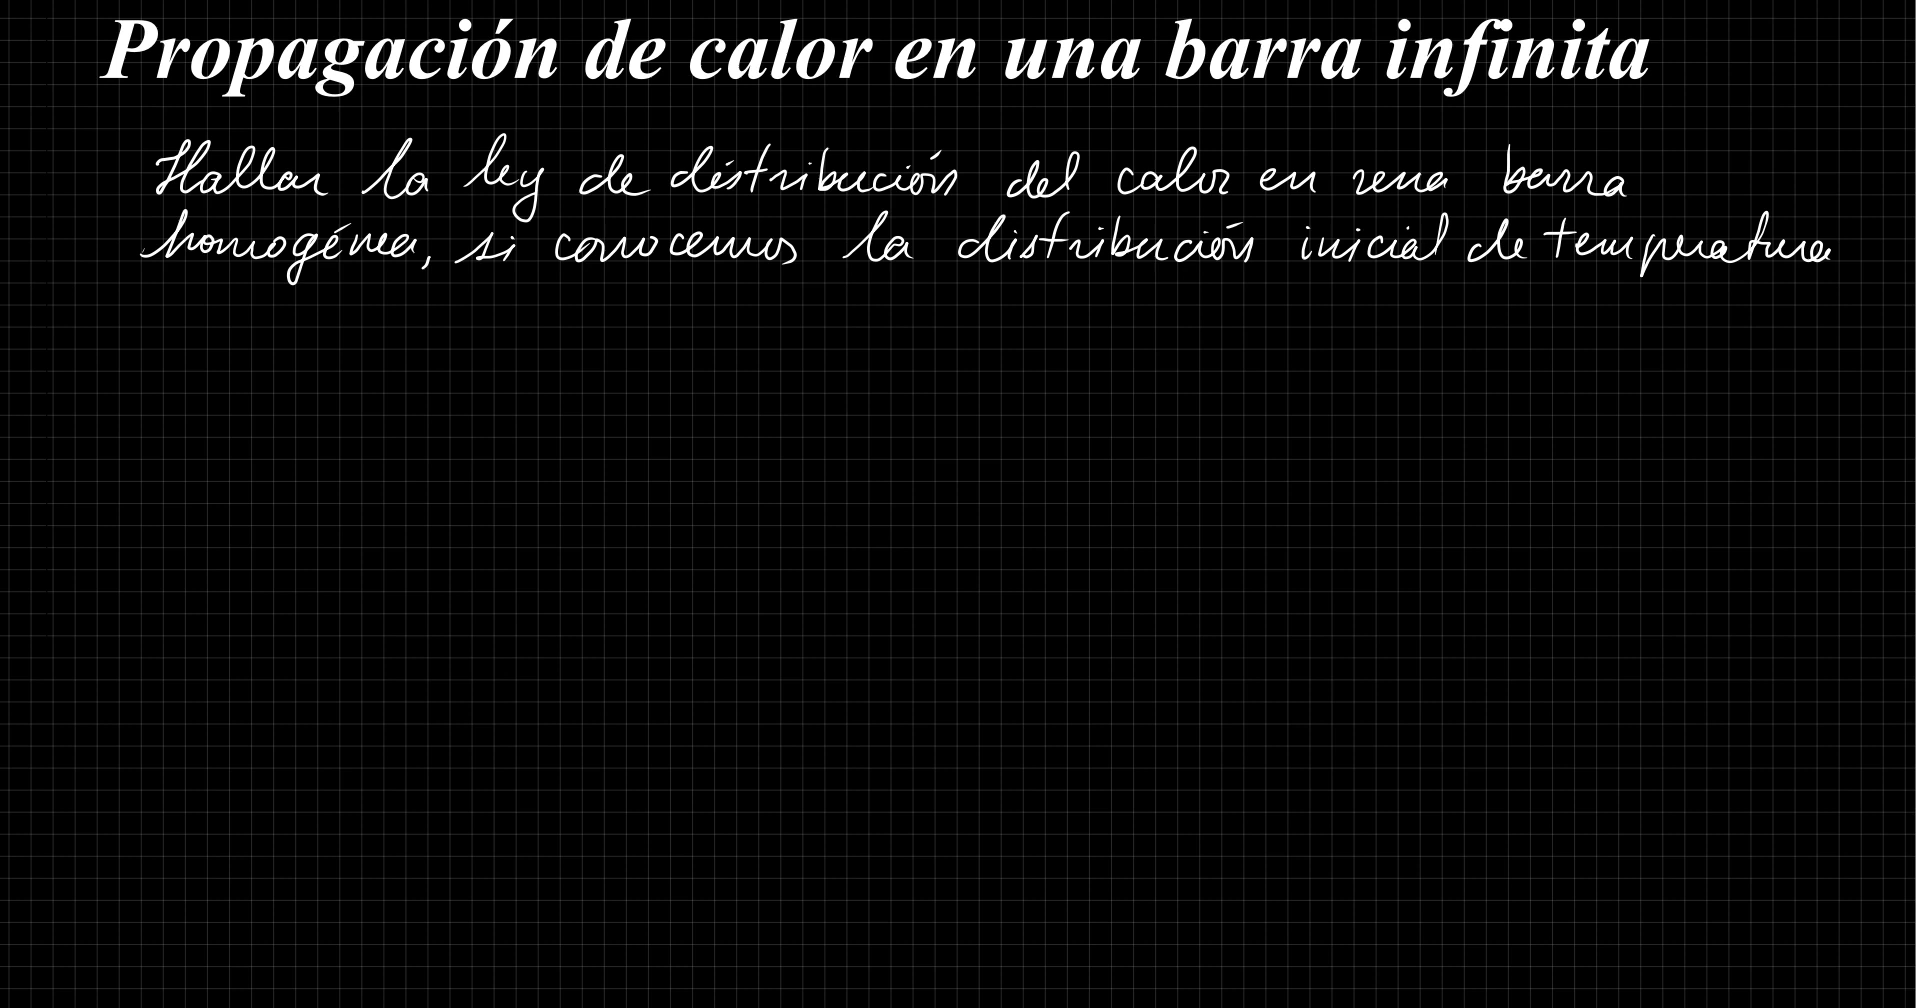 Propagación de calor en una barra infinita
Hallar la ley de distribución del calor en una barra
homogénea, si conocemos la distribución inicial de temperatura